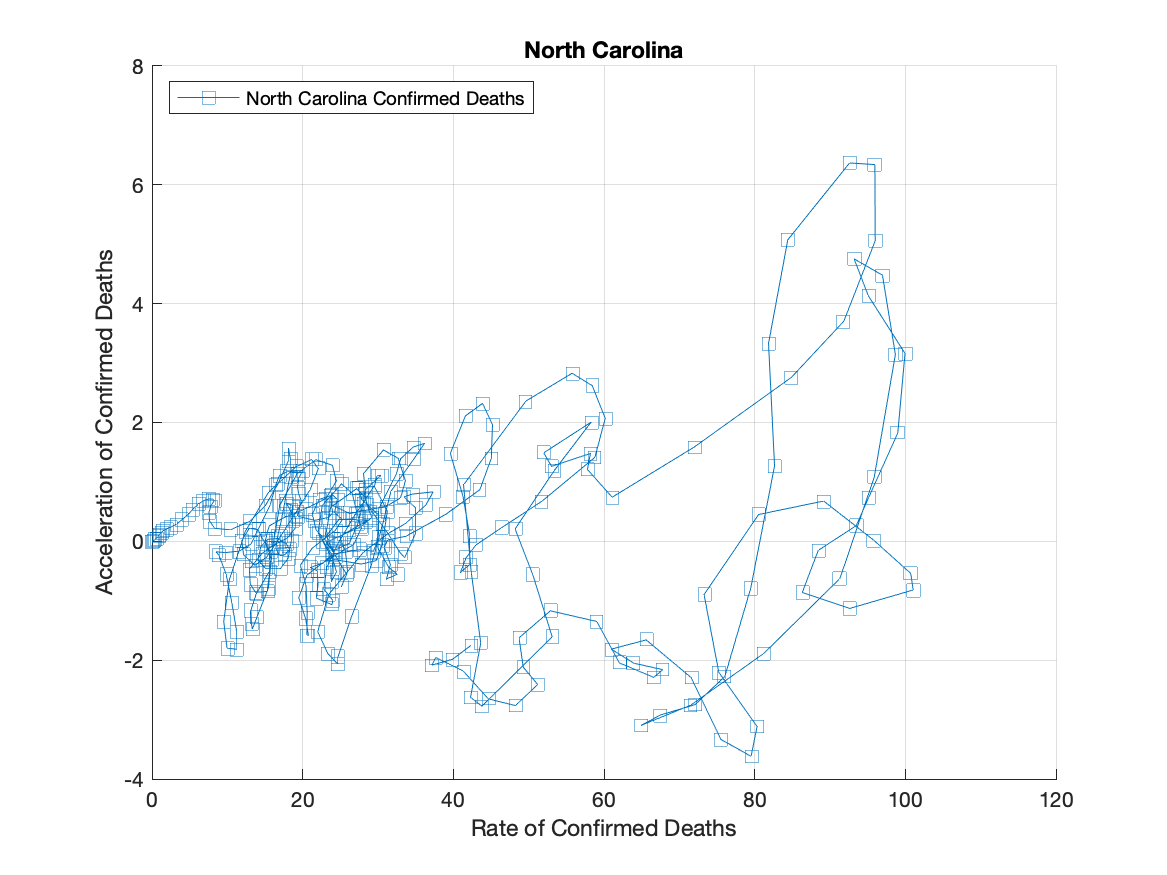 North Carolina
8
North Carolina Confirmed Deaths
6
4
2
0
-2
-4
Acceleration of Confirmed Deaths
0 20 40 60 80 100 120
Rate of Confirmed Deaths